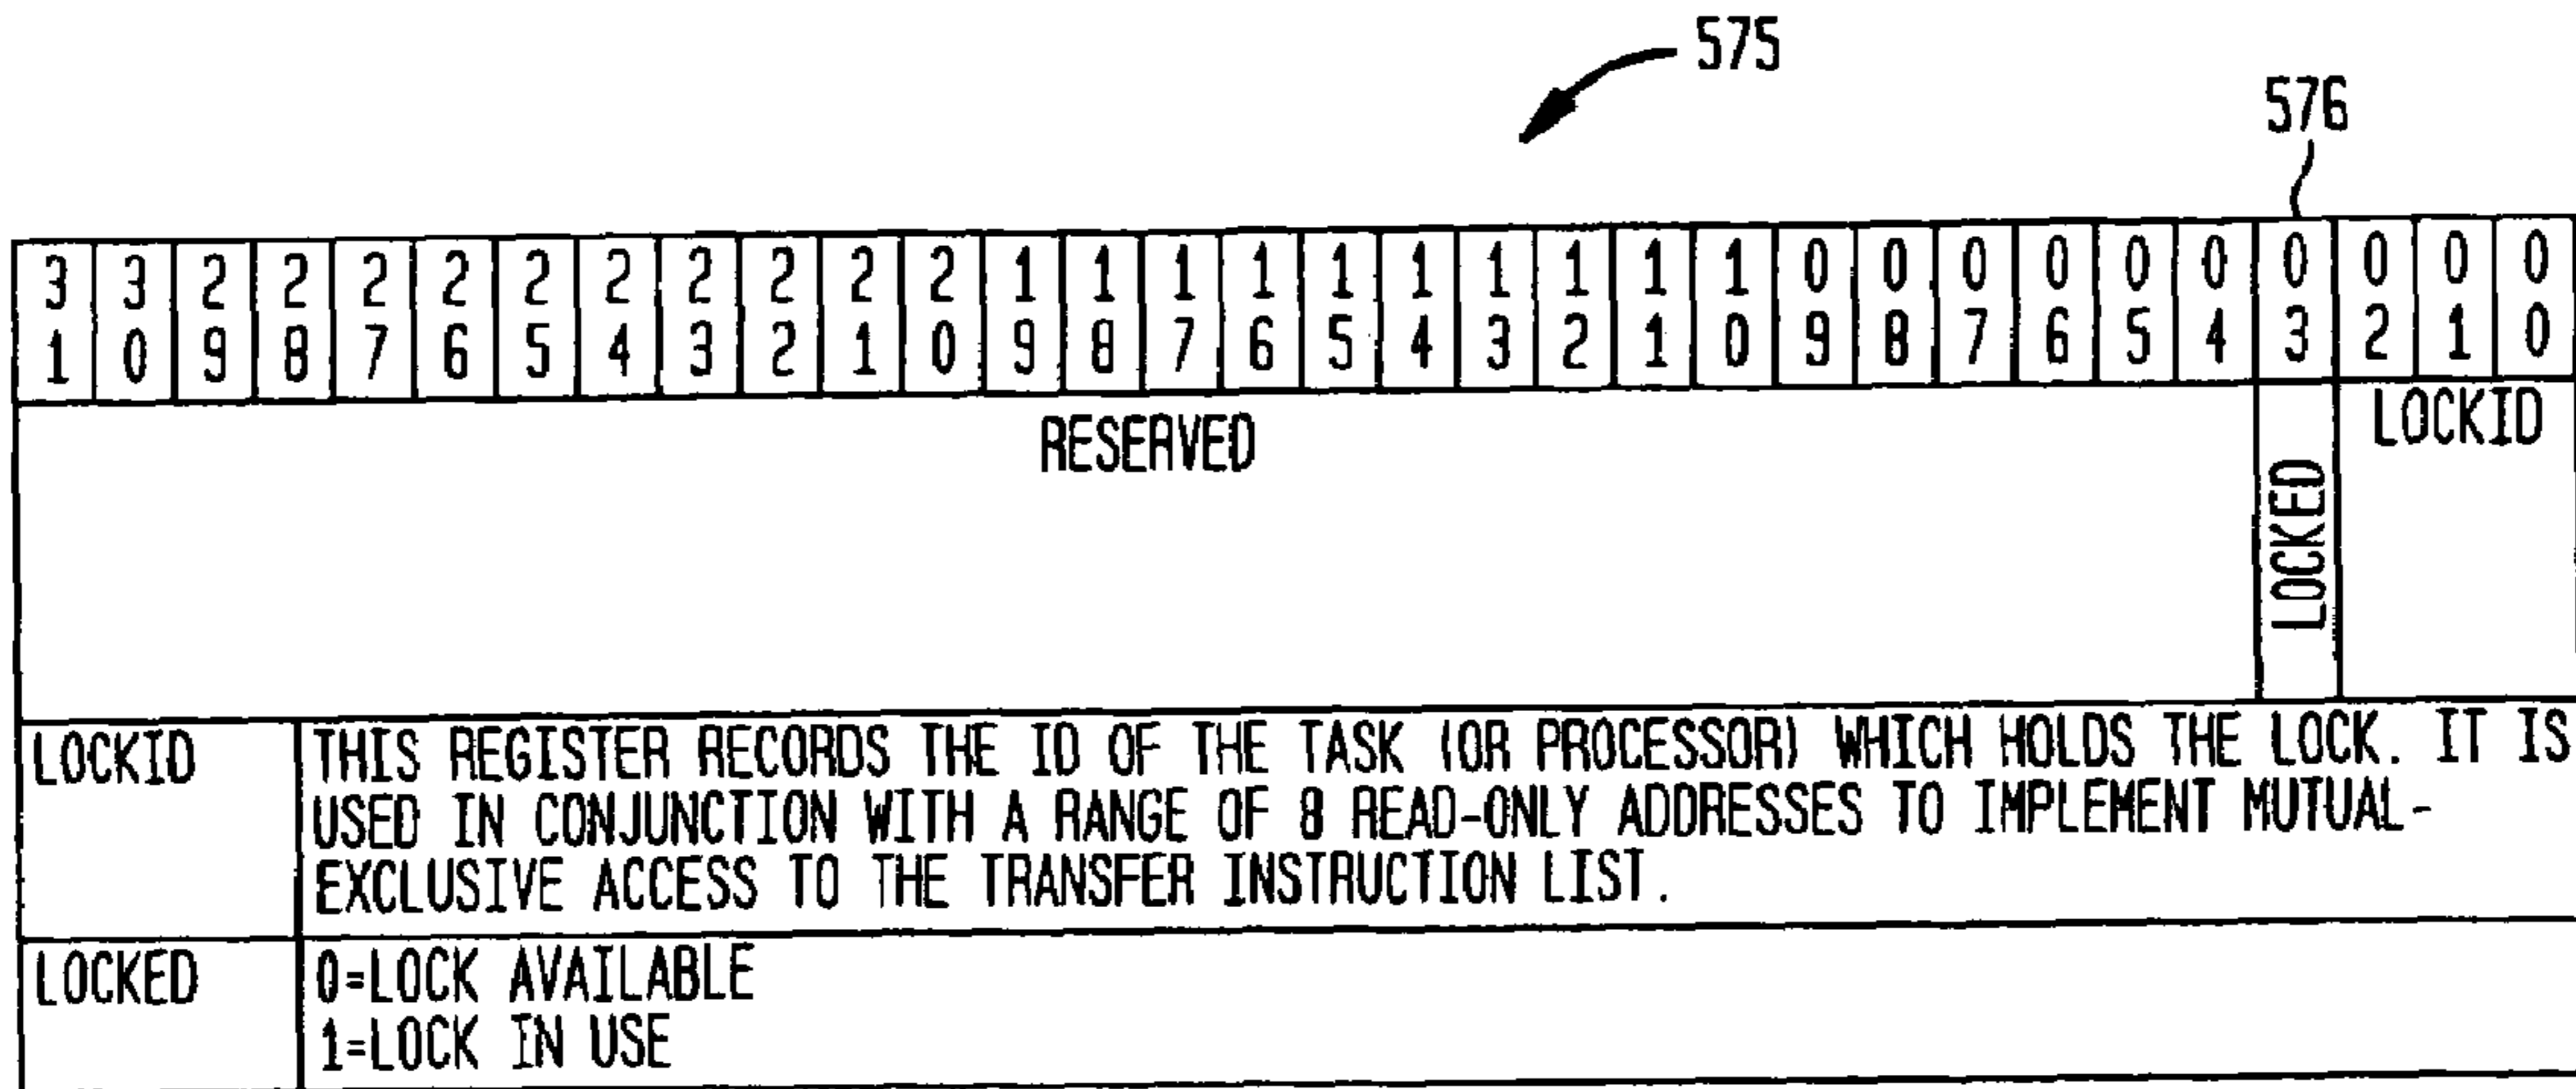 575
576
3 3 2 2 2 2 2 2 2 2 2 2 1 1 1 1 1 1 1 1 1 1 0 0 0 0 0 0 0 0 0 0
1 0 9 8 7 6 5 4 3 2 1 0 9 8 7 6 5 4 3 2 1 0 9 8 7 6 5 4 3 2 1 0
RESERVED
LOCKED
LOCKID
LOCKID THIS REGISTER RECORDS THE ID OF THE TASK (OR PROCESSOR) WHICH HOLDS THE LOCK. IT IS
USED IN CONJUNCTION WITH A RANGE OF 8 READ-ONLY ADDRESSES TO IMPLEMENT MUTUAL-
EXCLUSIVE ACCESS TO THE TRANSFER INSTRUCTION LIST.
LOCKED 0=LOCK AVAILABLE
1=LOCK IN USE